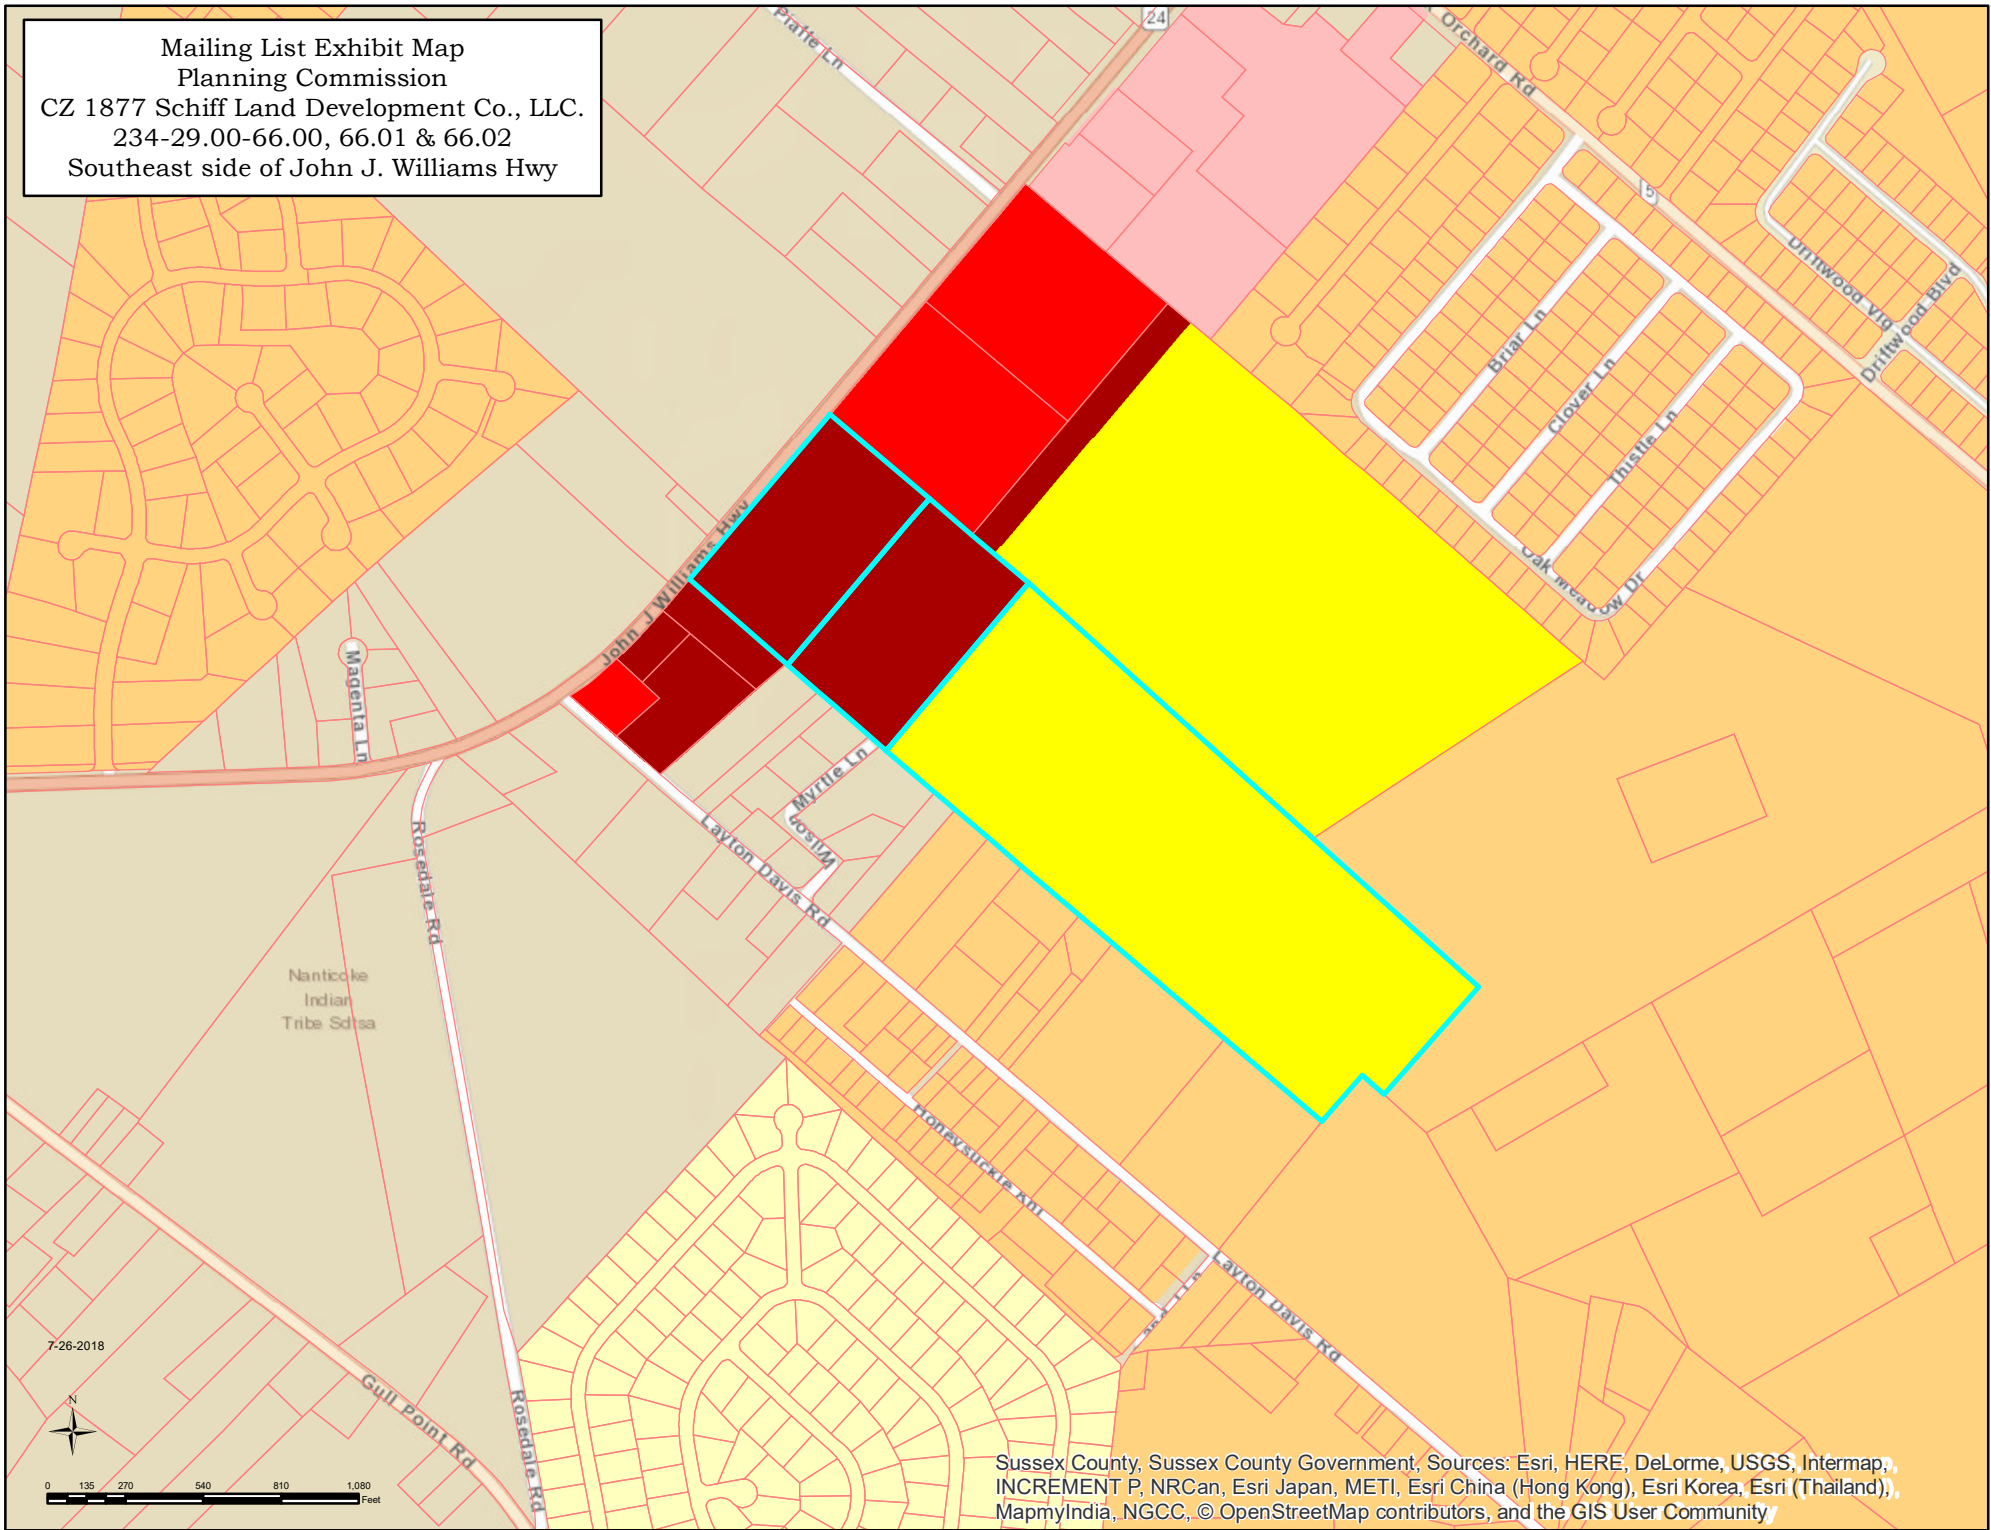 Mailing List Exhibit Map
Planning Commission
CZ 1877 Schiff Land Development Co., LLC.
234-29.00-66.00, 66.01 & 66.02
Southeast side of John J. Williams Hwy
Piaffe Ln
24
Orchard Rd
5
Driftwood Vlg
Driftwood Blvd
Briar Ln
Clover Ln
Thistle Ln
Oak Meadow Dr
John J Williams Hwy
Magenta Ln
Myrtle Ln
Wilson
Layton Davis Rd
Rosedale Rd
Nanticoke
Indian
Tribe Sdtsa
Honeysuckle Knl
Layton Davis Rd
Ln
7-26-2018
N
Gull Point Rd
Rosedale Rd
0 135 270 540 810 1,080
Feet
Sussex County, Sussex County Government, Sources: Esri, HERE, DeLorme, USGS, Intermap,
INCREMENT P, NRCan, Esri Japan, METI, Esri China (Hong Kong), Esri Korea, Esri (Thailand),
MapmyIndia, NGCC, © OpenStreetMap contributors, and the GIS User Community